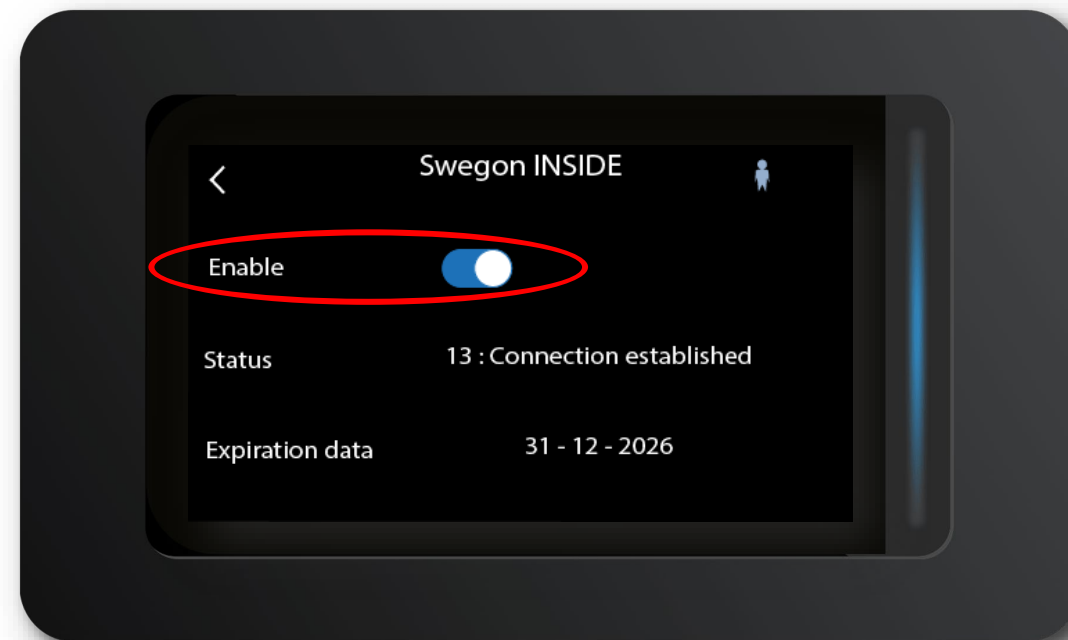 Swegon INSIDE
Enable
Status 13 : Connection established
Expiration data 31 - 12 - 2026